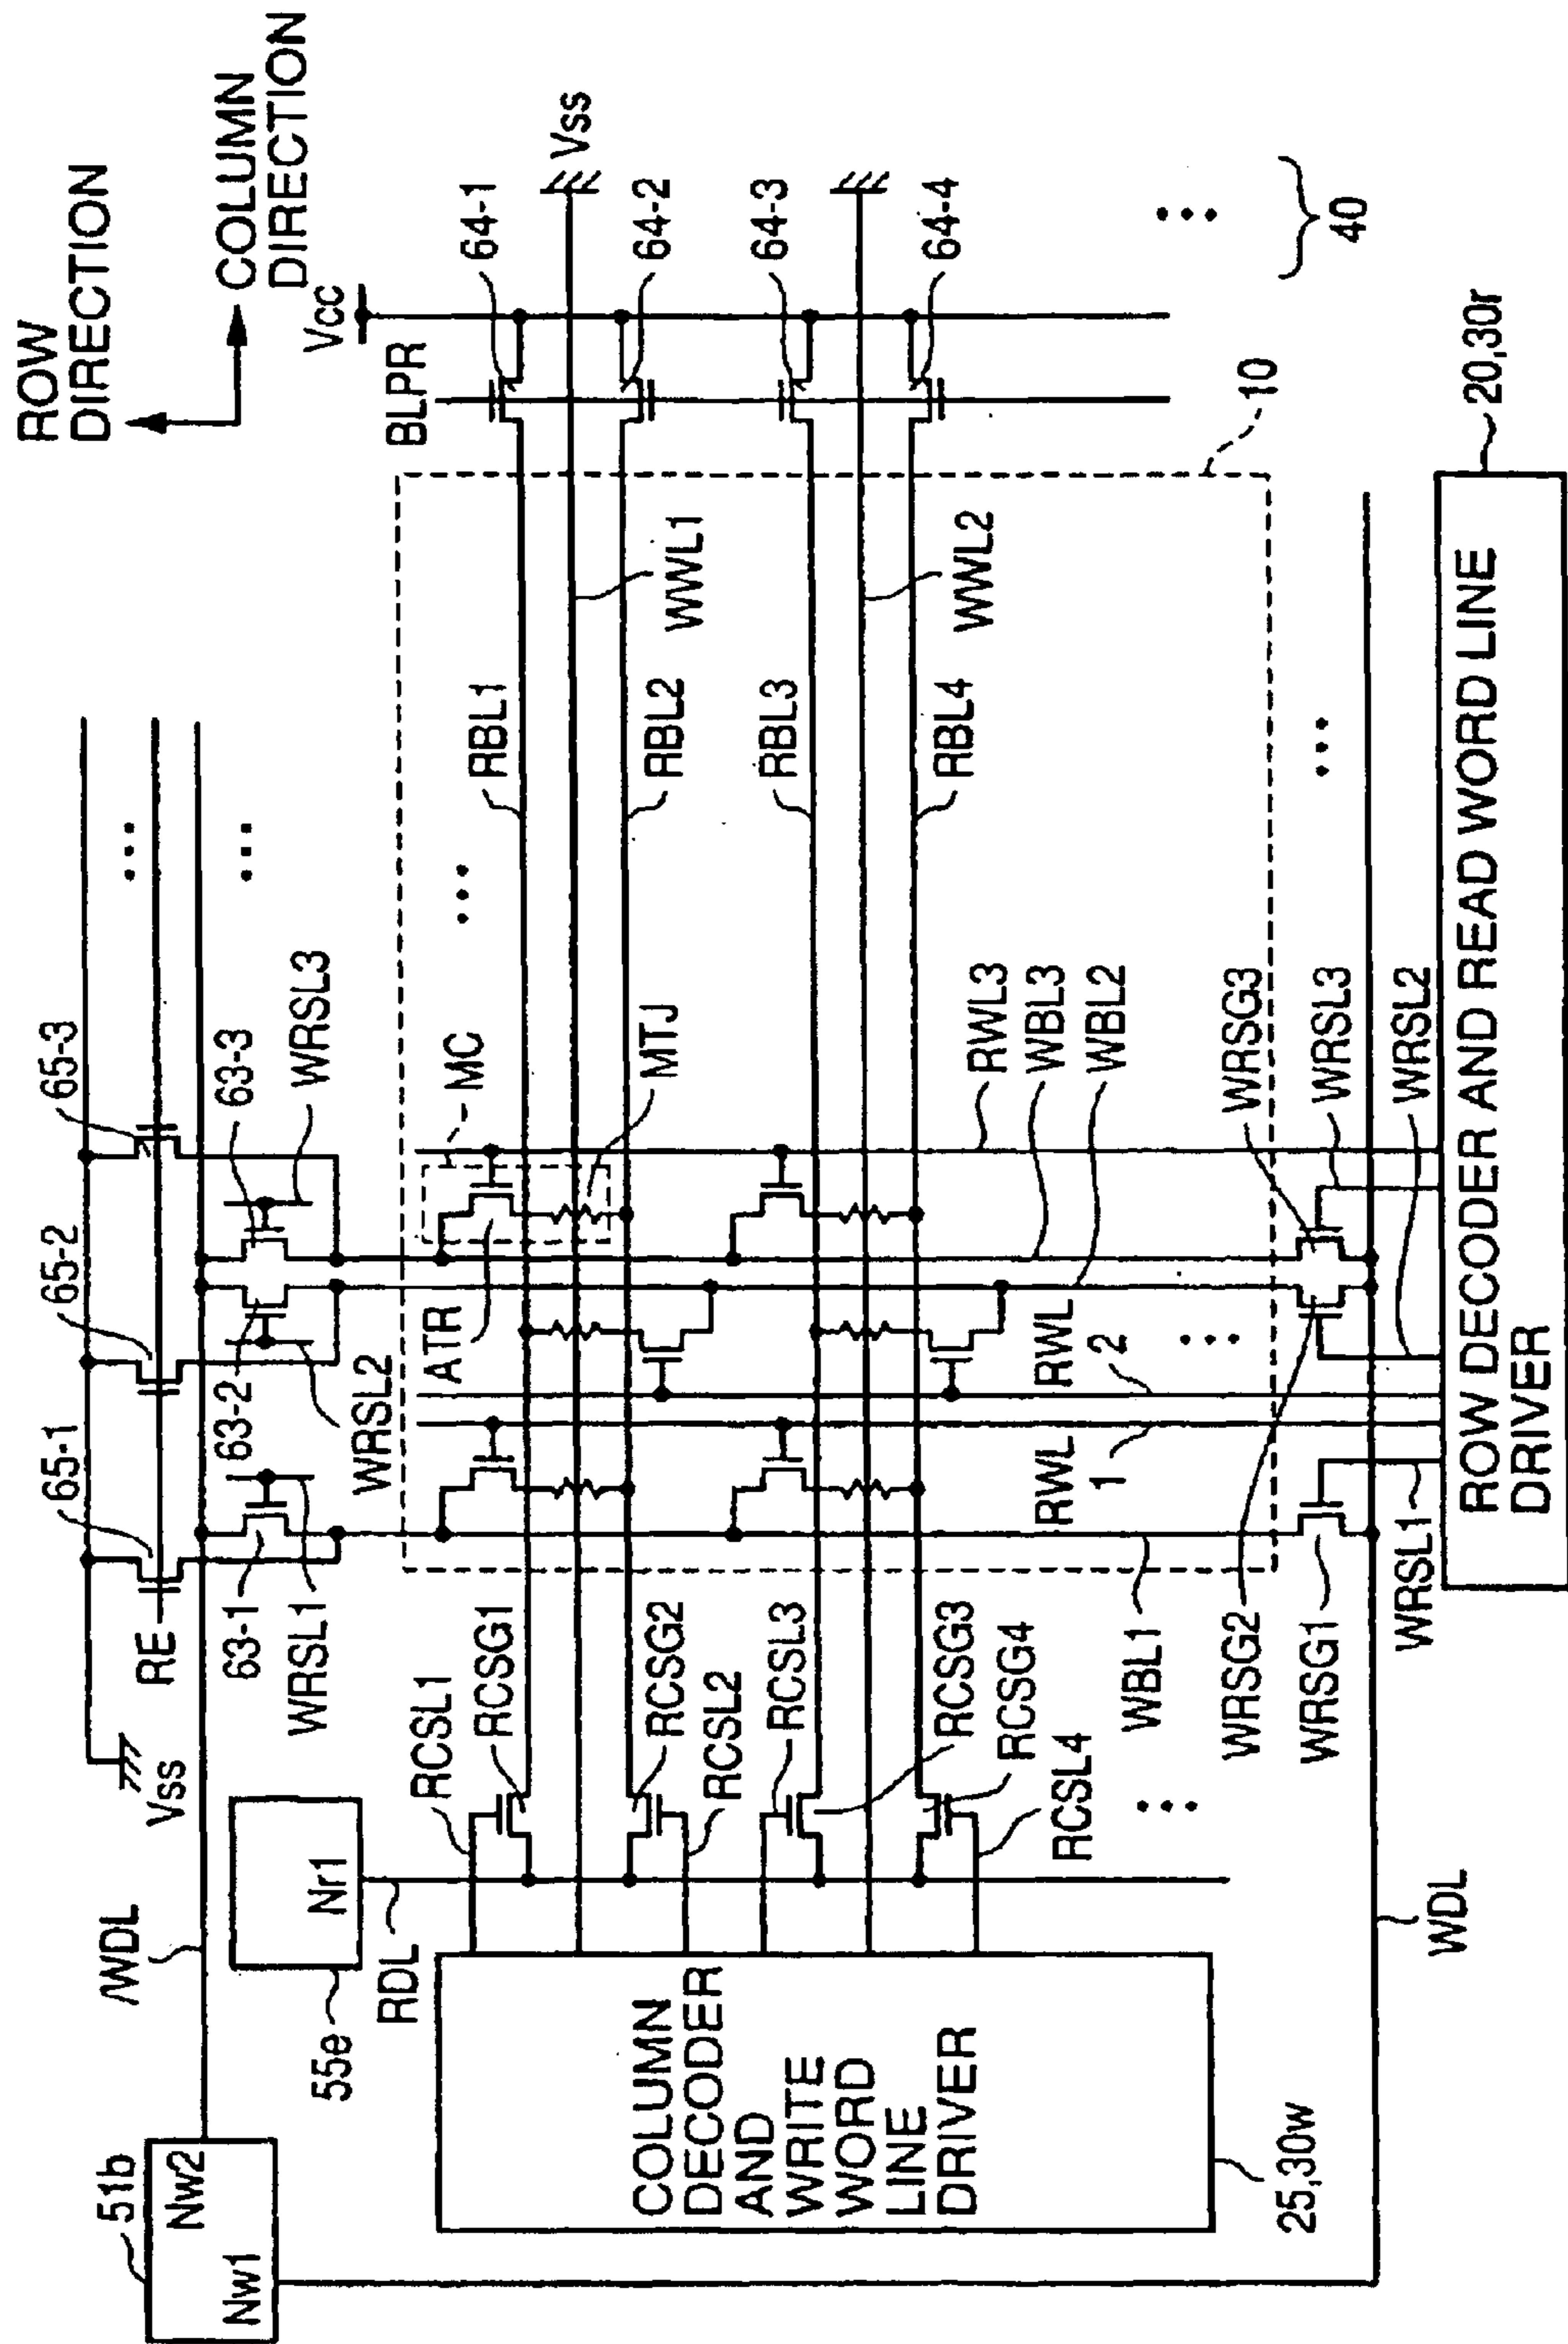 ROW
DIRECTION
COLUMN
DIRECTION
51b
Nw2
Nw1
/WDL
55e
Nr1
RDL
Vss
RE
65-1
65-2
65-3
63-1
WRSL1
63-2
WRSL2
63-3
WRSL3
Vcc
BLPR
64-1
Vss
64-2
64-3
64-4
40
10
COLUMN
DECODER
AND
WRITE
WORD
LINE
DRIVER
25,30w
RCSL1
RCSG1
RCSG2
RCSL2
RCSL3
RCSG3
RCSG4
RCSL4
MC
MTJ
ATR
RBL1
WWL1
RBL2
RBL3
WWL2
RBL4
RWL
1
RWL
2
RWL3
WBL3
WBL2
WBL1
WRSG2
WRSG1
WRSL1
WRSG3
WRSL3
WRSL2
WDL
20,30r
ROW DECODER AND READ WORD LINE
DRIVER